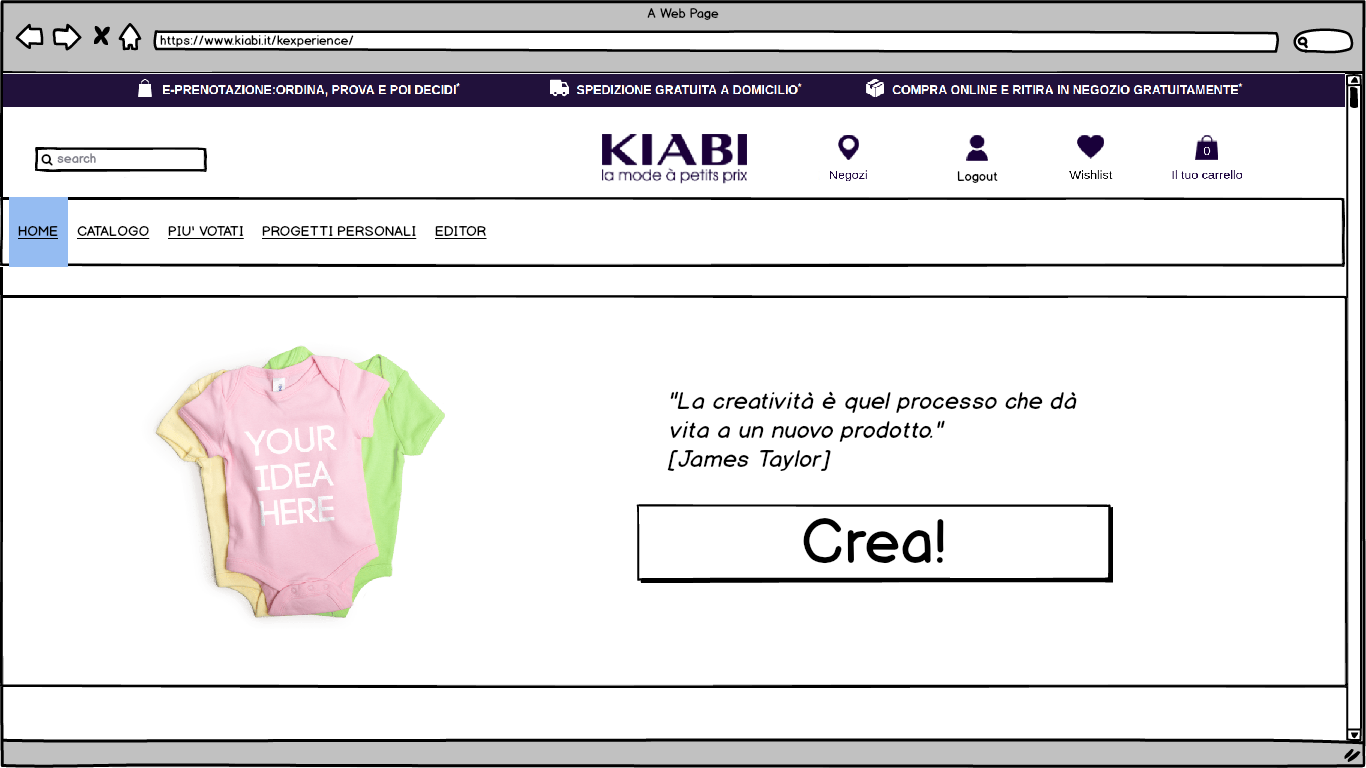 A Web Page
https://www.kiabi.it/kexperience/
E-PRENOTAZIONE:ORDINA, PROVA E POI DECIDI* SPEDIZIONE GRATUITA A DOMICILIO* COMPRA ONLINE E RITIRA IN NEGOZIO GRATUITAMENTE*
search
KIABI
la mode à petits prix
Negozi Logout Wishlist 0 Il tuo carrello
HOME CATALOGO PIU' VOTATI PROGETTI PERSONALI EDITOR
YOUR
IDEA
HERE
"La creatività è quel processo che dà
vita a un nuovo prodotto."
[James Taylor]
Crea!